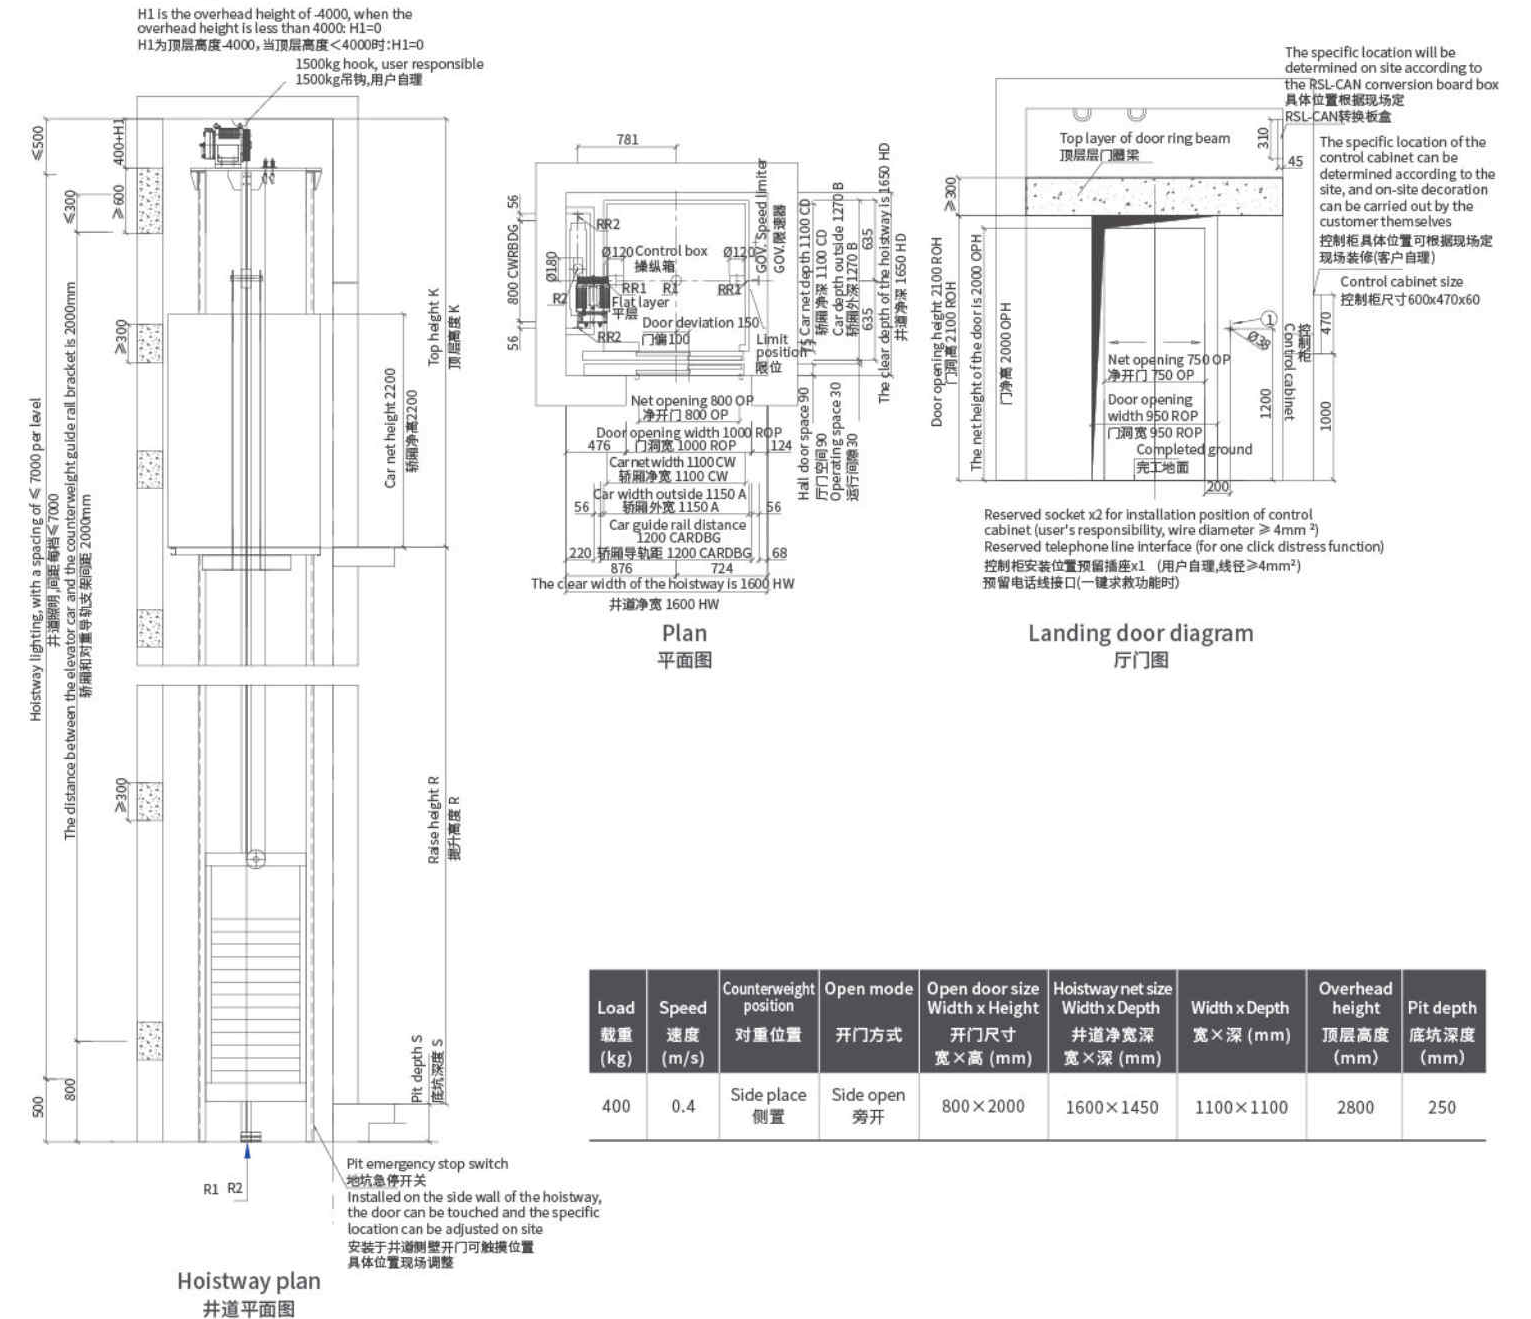 H1 is the overhead height of -4000, when the
overhead height is less than 4000: H1=0
H1为顶层高度-4000，当顶层高度＜4000时：H1=0
1500kg hook, user responsible
1500kg吊钩,用户自理
≤500
400+H1
≤300
≥600
≥300
Top height K
顶层高度 K
Car net height 2200
轿厢净高2200
Hoistway lighting, with a spacing of ≤ 7000 per level
井道照明,间距每档≤7000
The distance between the elevator car and the counterweight guide rail bracket is 2000mm
轿厢和对重导轨支架间距 2000mm
≥300
Raise height R
提升高度 R
Pit depth S
底坑深度 S
800
500
R1
R2
Pit emergency stop switch
地坑急停开关
Installed on the side wall of the hoistway,
the door can be touched and the specific
location can be adjusted on site
安装于井道侧壁开门可触摸位置
具体位置现场调整
Hoistway plan
井道平面图
781
56
800 CWRBDG
56
Ø180
RR2
Ø120
Control box
操纵箱
Ø120
R2
RR1
R1
RR1
Flat layer
平层
Door deviation 150
门偏100
RR2
GOV. Speed limiter
GOV.限速器
Limit
position
限位
75
Car net depth 1100 CD
轿厢净深 1100 CD
Car depth outside 1270 B
轿厢外深1270 B
635
635
The clear depth of the hoistway is 1650 HD
井道净深 1650 HD
Hall door space 90
厅门空间90
Operating space 30
运行间隙30
Net opening 800 OP
净开门 800 OP
Door opening width 1000 ROP
476
门洞宽 1000 ROP
124
Car net width 1100 CW
轿厢净宽 1100 CW
Car width outside 1150 A
56
轿厢外宽 1150 A
56
Car guide rail distance
1200 CARDBG
220
轿厢导轨距 1200 CARDBG
68
876
724
The clear width of the hoistway is 1600 HW
井道净宽 1600 HW
Plan
平面图
The specific location will be
determined on site according to
the RSL-CAN conversion board box
具体位置根据现场定
RSL-CAN转换板盒
310
45
Top layer of door ring beam
顶层层门圈梁
≥300
The specific location of the
control cabinet can be
determined according to the
site, and on-site decoration
can be carried out by the
customer themselves
控制柜具体位置可根据现场定
现场装修(客户自理)
Control cabinet size
控制柜尺寸600x470x60
Door opening height 2100 ROH
门洞高 2100 ROH
The net height of the door is 2000 OPH
门净高 2000 OPH
1
Ø38
控制柜
Control cabinet
470
1000
1200
Net opening 750 OP
净开门 750 OP
Door opening
width 950 ROP
门洞宽 950 ROP
Completed ground
完工地面
200
Reserved socket x2 for installation position of control
cabinet (user's responsibility, wire diameter ≥ 4mm ²)
Reserved telephone line interface (for one click distress function)
控制柜安装位置预留插座x1 （用户自理,线径≥4mm²）
预留电话线接口(一键求救功能时)
Landing door diagram
厅门图
Load
载重
(kg)
Speed
速度
(m/s)
Counterweight
position
对重位置
Open mode
开门方式
Open door size
Width x Height
开门尺寸
宽×高 (mm)
Hoistway net size
Width x Depth
井道净宽深
宽×深 (mm)
Width x Depth
宽×深 (mm)
Overhead
height
顶层高度
（mm）
Pit depth
底坑深度
（mm）
400
0.4
Side place
侧置
Side open
旁开
800×2000
1600×1450
1100×1100
2800
250